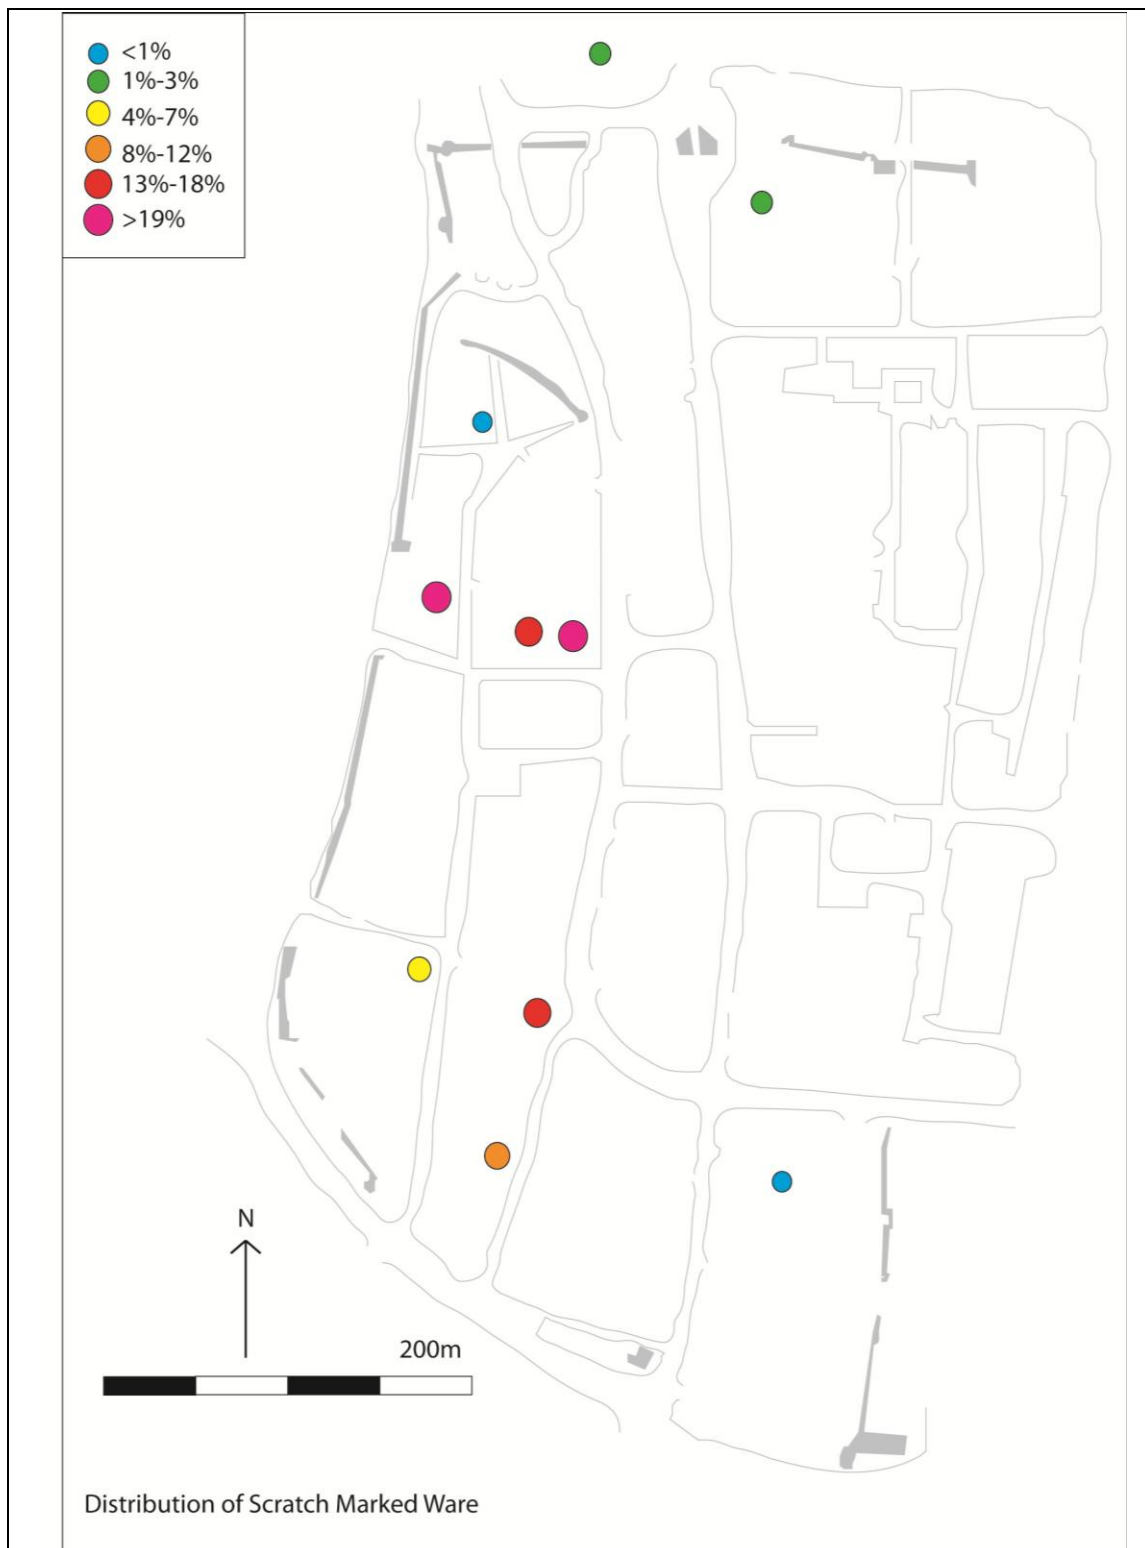 <1%
1%-3%
4%-7%
8%-12%
13%-18%
>19%
N
200m
Distribution of Scratch Marked Ware